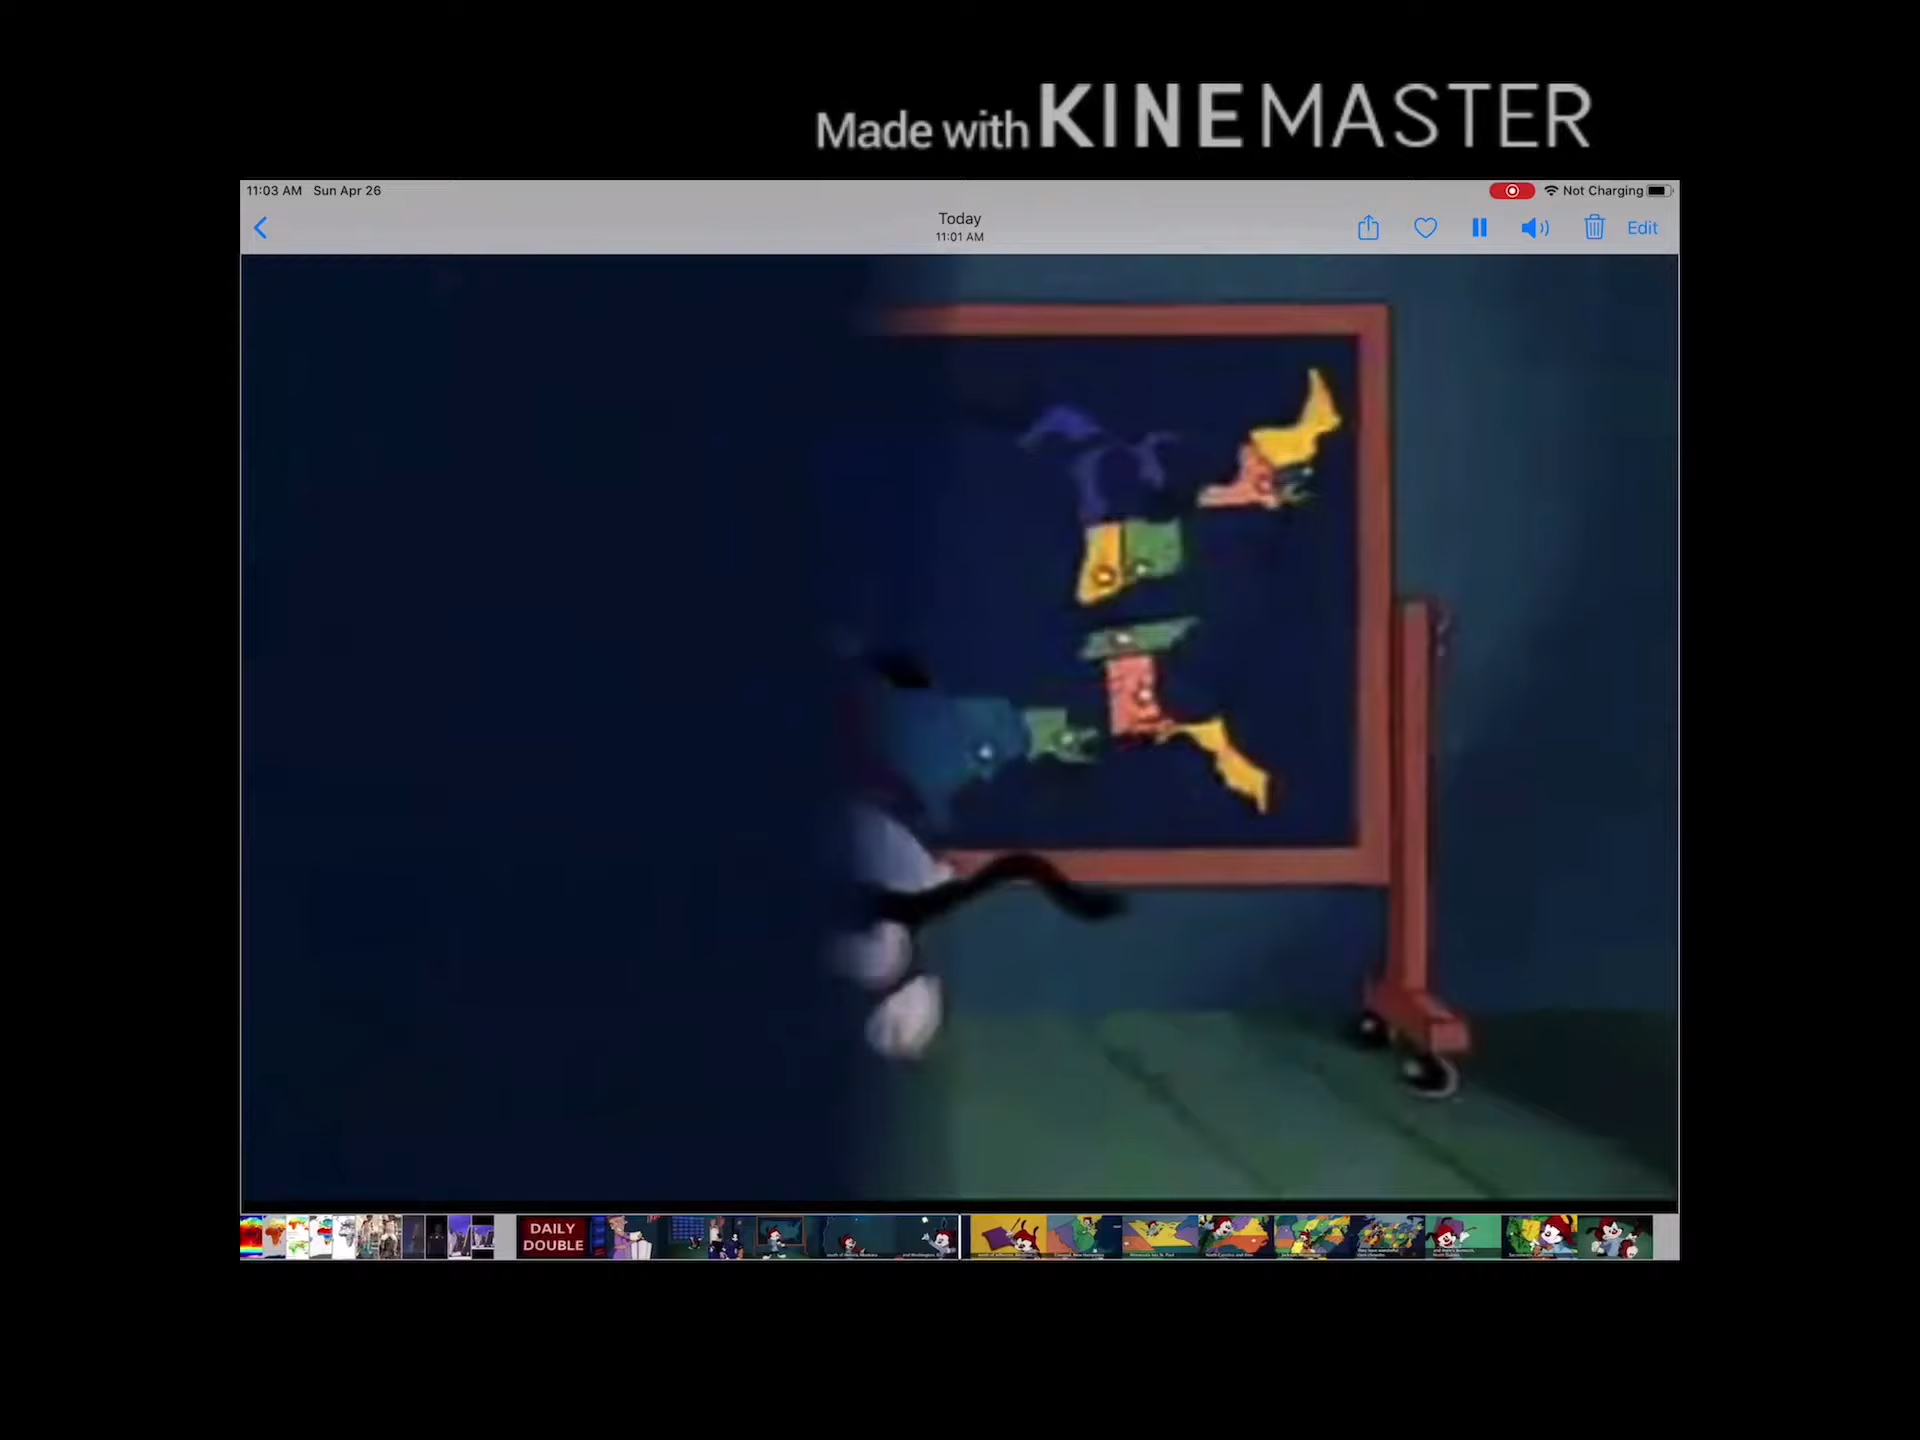 Made with KINEMASTER
11:03 AM Sun Apr 26
Not Charging
Today
11:01 AM
Edit
DAILY
DOUBLE